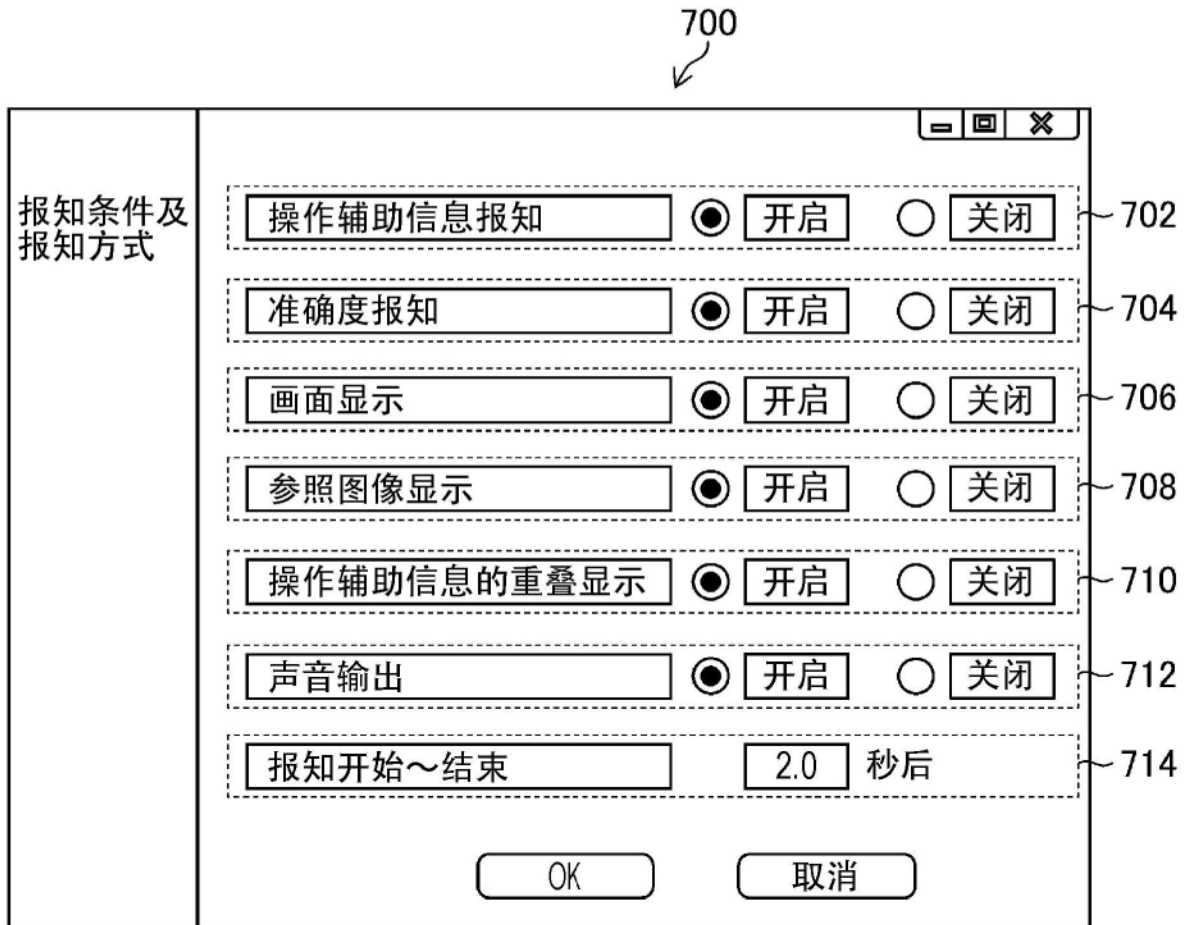 700
报知条件及
报知方式
操作辅助信息报知 开启 关闭 702
准确度报知 开启 关闭 704
画面显示 开启 关闭 706
参照图像显示 开启 关闭 708
操作辅助信息的重叠显示 开启 关闭 710
声音输出 开启 关闭 712
报知开始～结束 2.0 秒后 714
OK 取消